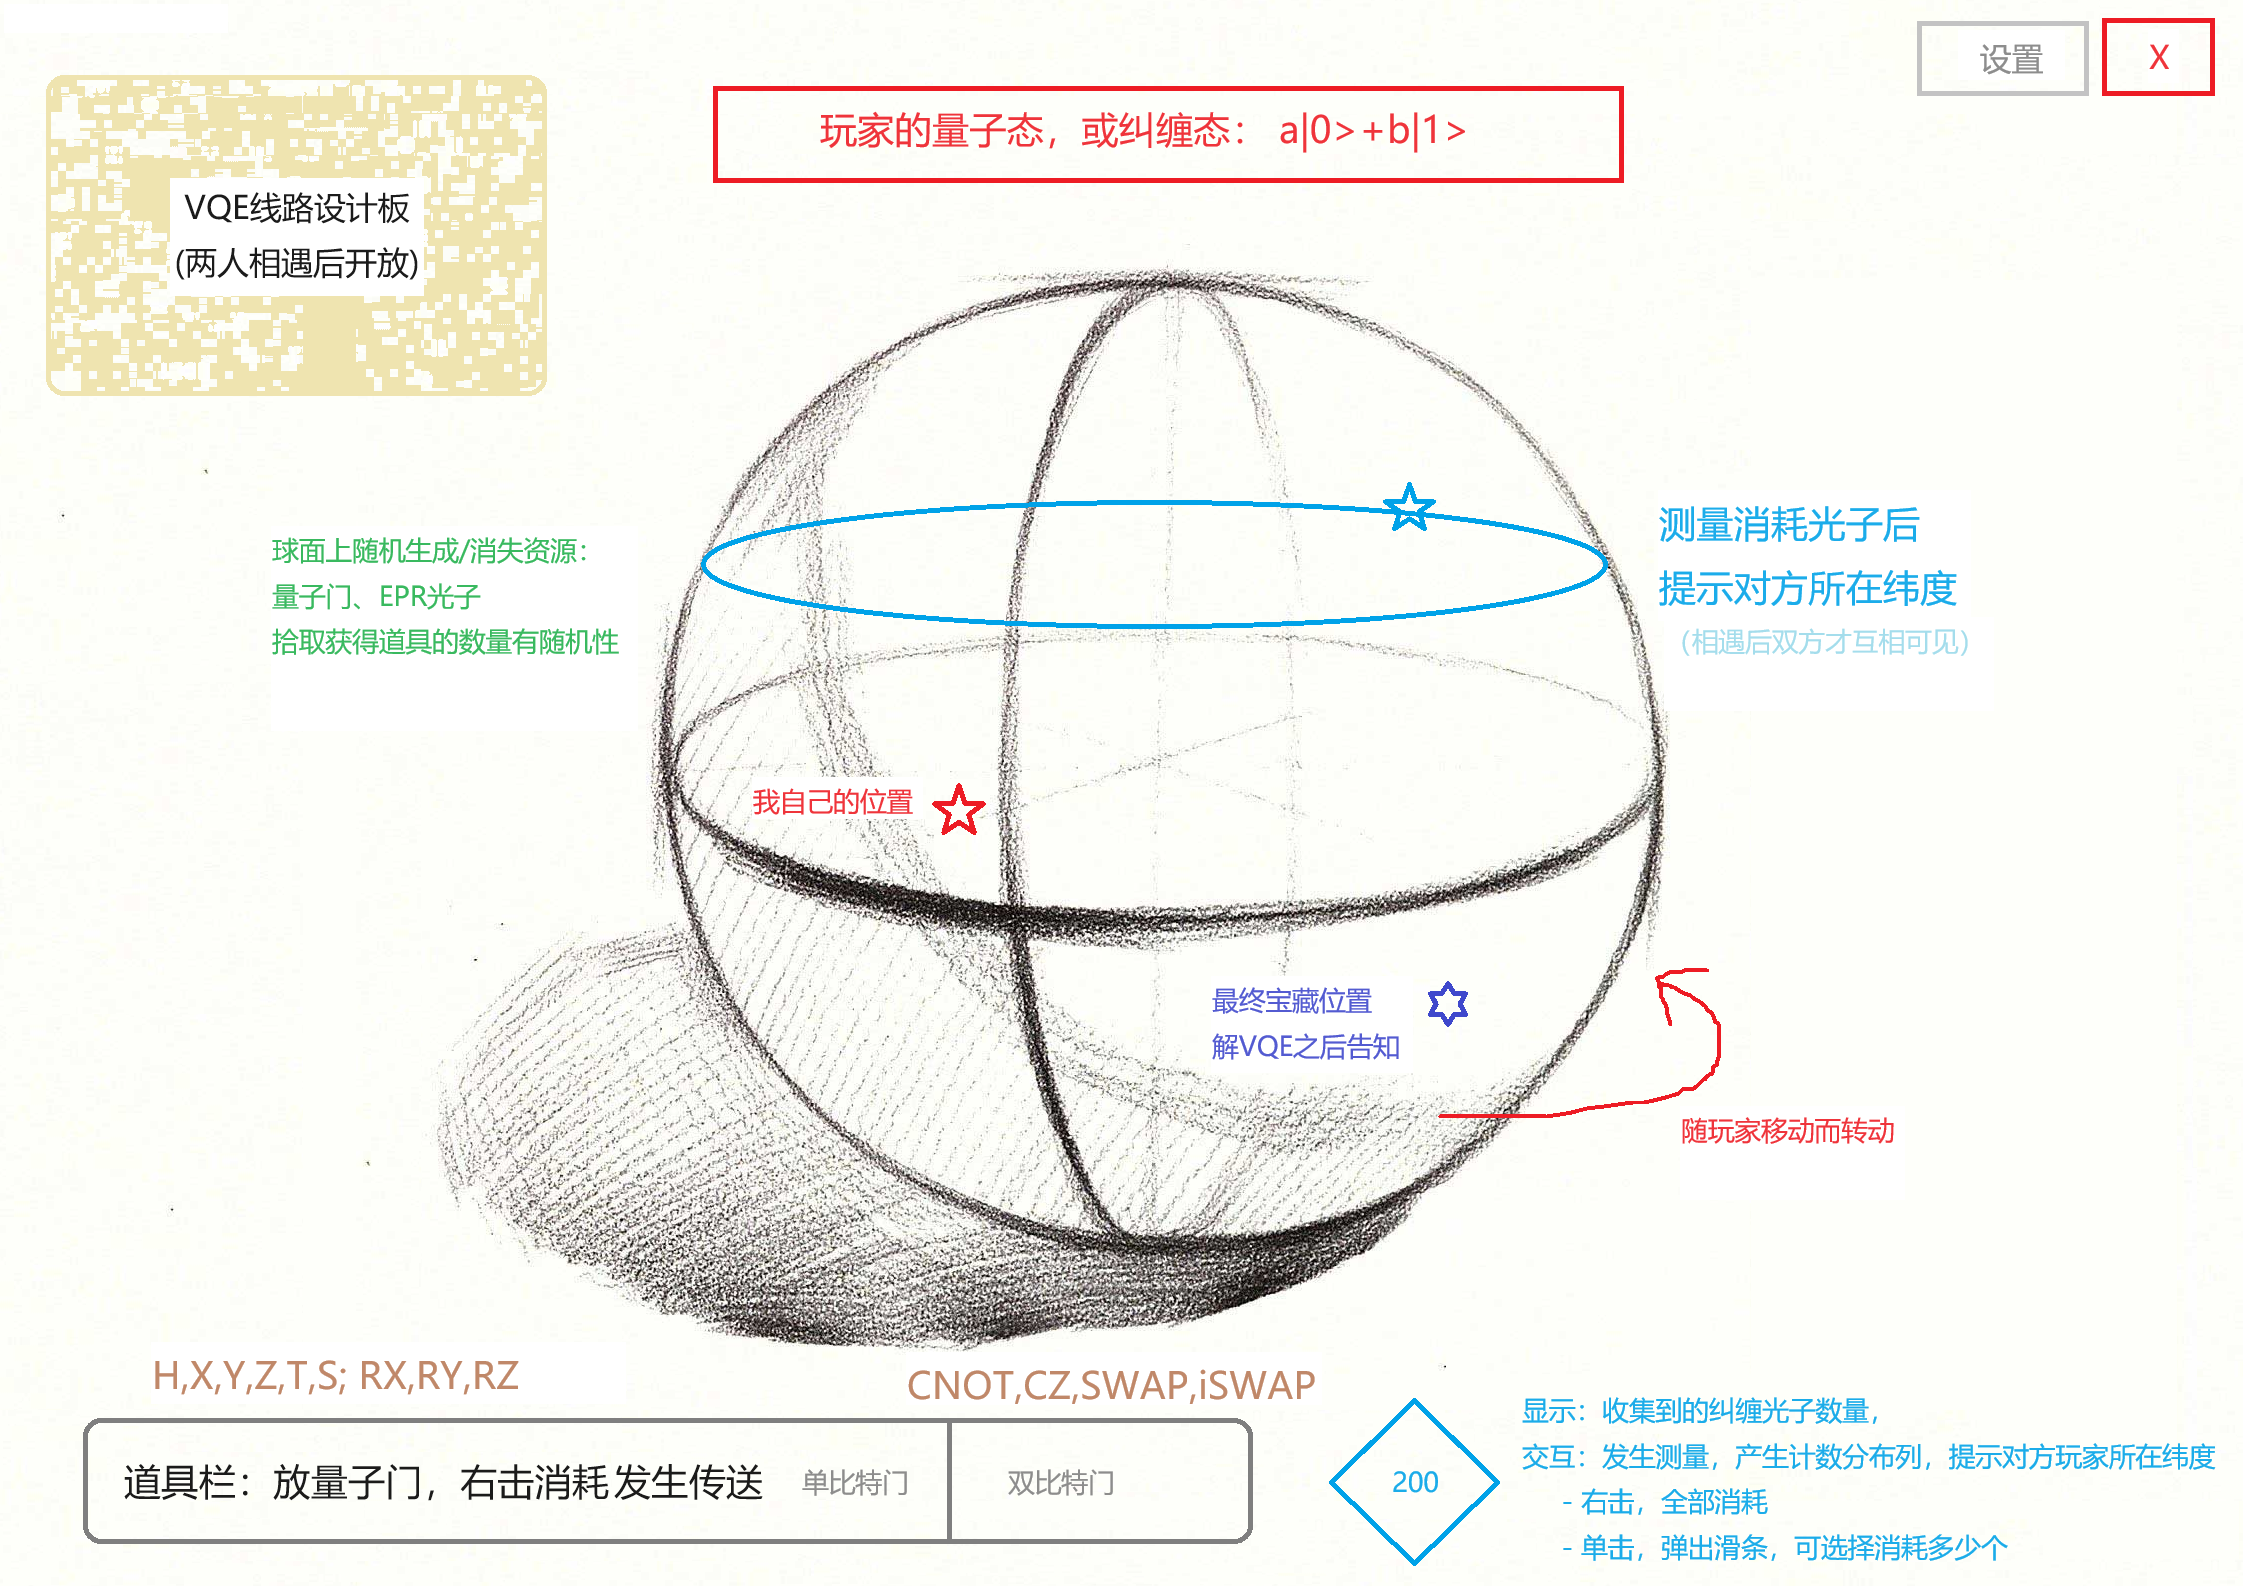 设置
X
玩家的量子态，或纠缠态： a|0>+b|1>
VQE线路设计板
(两人相遇后开放)
测量消耗光子后
提示对方所在纬度
（相遇后双方才互相可见）
球面上随机生成/消失资源：
量子门、EPR光子
拾取获得道具的数量有随机性
我自己的位置
最终宝藏位置
解VQE之后告知
随玩家移动而转动
H,X,Y,Z,T,S; RX,RY,RZ
CNOT,CZ,SWAP,iSWAP
道具栏：放量子门，右击消耗发生传送
单比特门
双比特门
200
显示：收集到的纠缠光子数量，
交互：发生测量，产生计数分布列，提示对方玩家所在纬度
- 右击，全部消耗
- 单击，弹出滑条，可选择消耗多少个